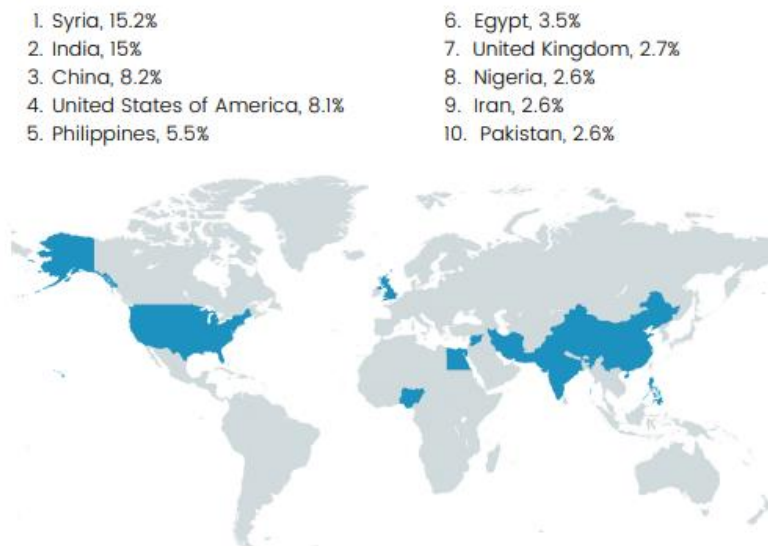 1. Syria, 15.2%
2. India, 15%
3. China, 8.2%
4. United States of America, 8.1%
5. Philippines, 5.5%
6. Egypt, 3.5%
7. United Kingdom, 2.7%
8. Nigeria, 2.6%
9. Iran, 2.6%
10. Pakistan, 2.6%